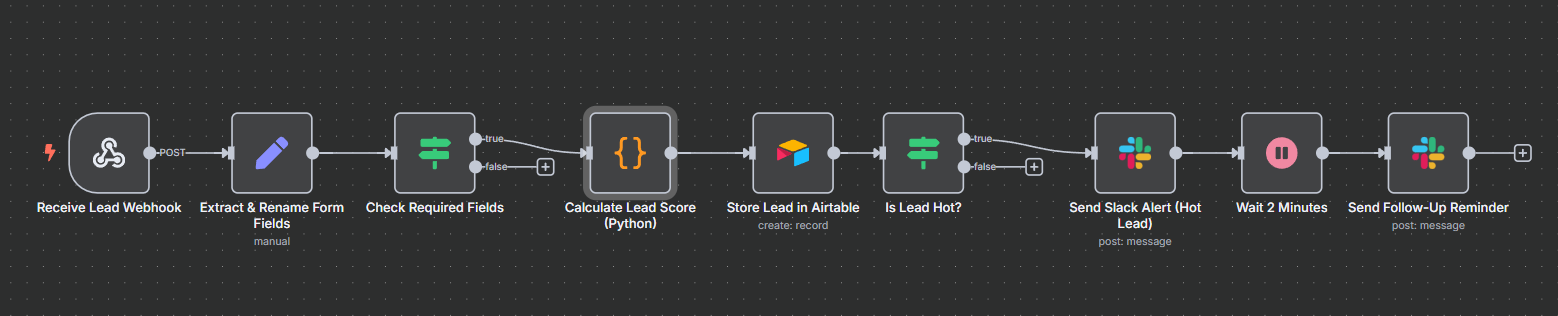 POST
true
false
true
false
Receive Lead Webhook
Extract & Rename Form
Fields
manual
Check Required Fields
Calculate Lead Score
(Python)
Store Lead in Airtable
create: record
Is Lead Hot?
Send Slack Alert (Hot
Lead)
post: message
Wait 2 Minutes
Send Follow-Up Reminder
post: message